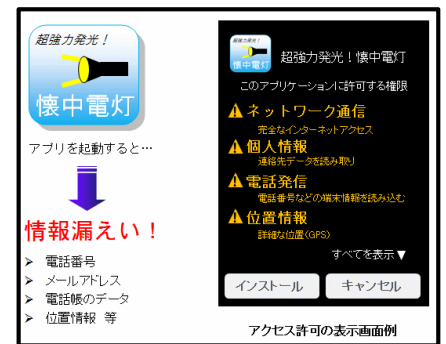 超強力発光！
懐中電灯
アプリを起動すると…
情報漏えい！
➢ 電話番号
➢ メールアドレス
➢ 電話帳のデータ
➢ 位置情報 等
超強力発光！
懐中電灯
超強力発光！懐中電灯
このアプリケーションに許可する権限
ネットワーク通信
完全なインターネットアクセス
個人情報
連絡先データを読み取り
電話発信
電話番号などの端末情報を読み込む
位置情報
詳細な位置(GPS)
すべてを表示▼
インストール
キャンセル
アクセス許可の表示画面例